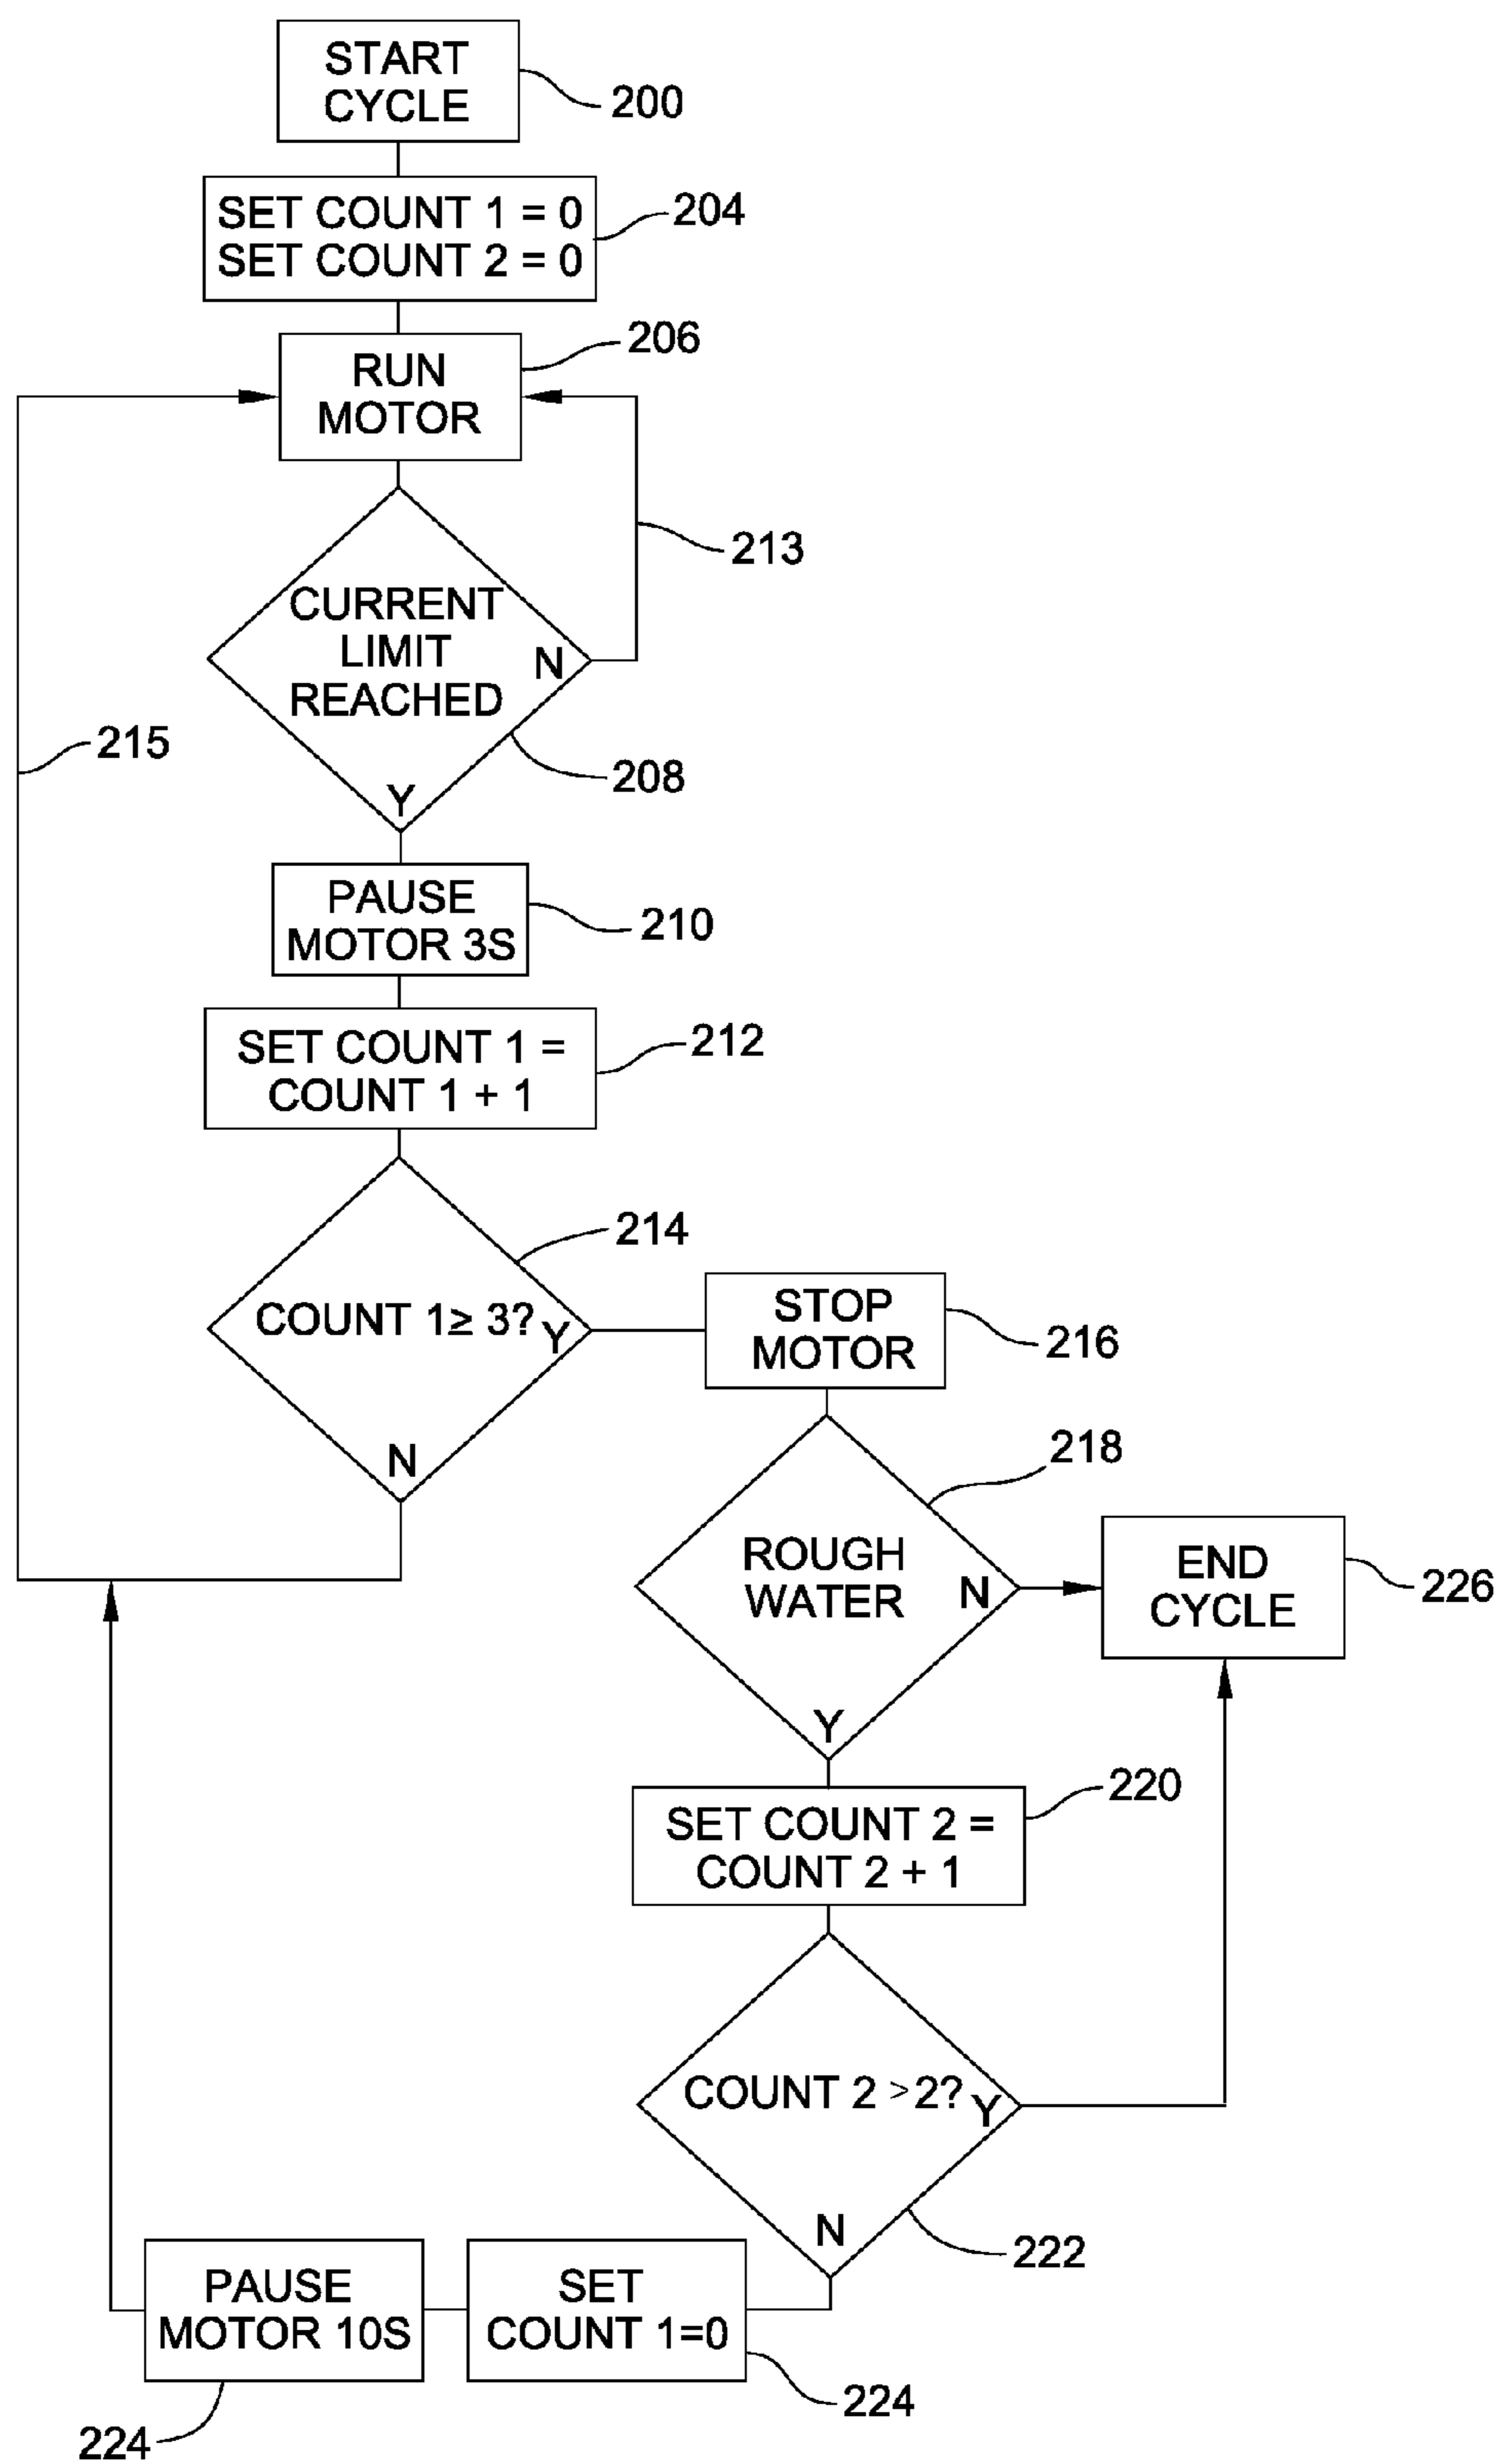 START
CYCLE
200
SET COUNT 1 = 0
SET COUNT 2 = 0
204
RUN
MOTOR
206
213
CURRENT
LIMIT
REACHED
N
Y
208
215
PAUSE
MOTOR 3S
210
SET COUNT 1 =
COUNT 1 + 1
212
214
COUNT 1≥ 3?
Y
N
STOP
MOTOR
216
218
ROUGH
WATER
N
Y
END
CYCLE
226
SET COUNT 2 =
COUNT 2 + 1
220
COUNT 2 >2?
Y
N
222
PAUSE
MOTOR 10S
SET
COUNT 1=0
224
224